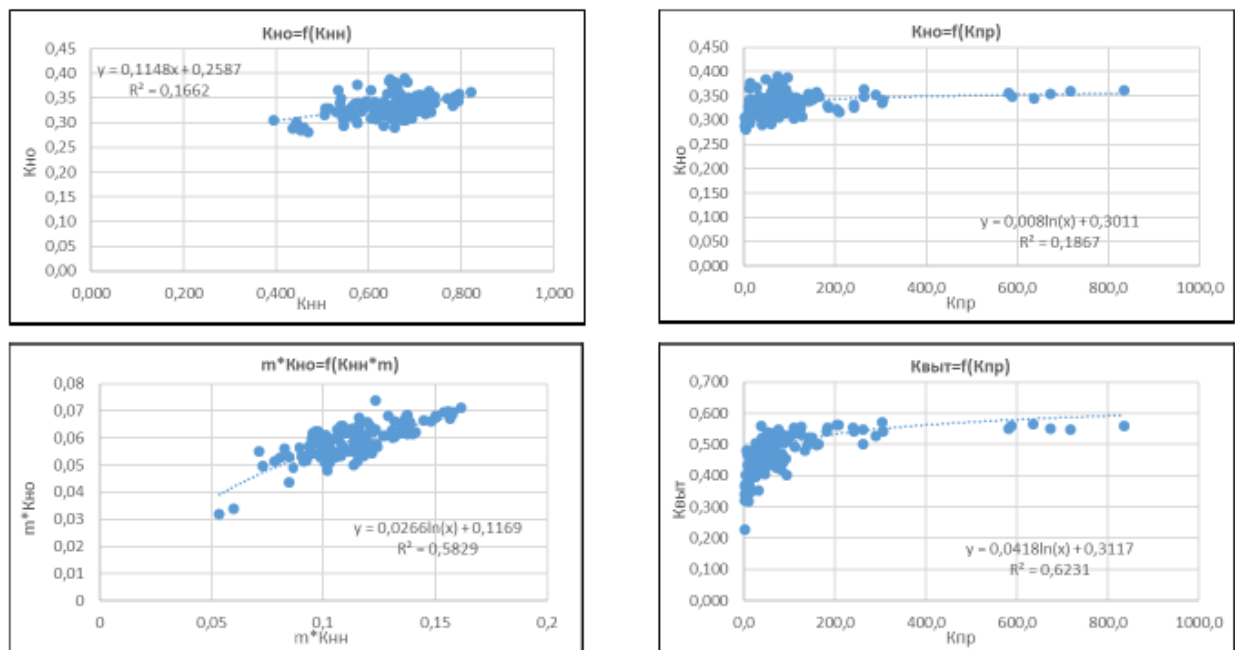 Кно=f(Кнн)
0,45
0,40
0,35
0,30
0,25
0,20
0,15
0,10
0,05
0,00
y = 0,1148x + 0,2587
R² = 0,1662
Кно
0,000 0,200 0,400 0,600 0,800 1,000
Кнн
Кно=f(Кпр)
0,450
0,400
0,350
0,300
0,250
0,200
0,150
0,100
0,050
0,000
y = 0,008ln(x) + 0,3011
R² = 0,1867
Кно
0,0 200,0 400,0 600,0 800,0 1000,0
Кпр
m*Кно=f(Кнн*m)
0,08
0,07
0,06
0,05
0,04
0,03
0,02
0,01
0
y = 0,0266ln(x) + 0,1169
R² = 0,5829
m*Кно
0 0,05 0,1 0,15 0,2
m*Кнн
Квыт=f(Кпр)
0,700
0,600
0,500
0,400
0,300
0,200
0,100
0,000
y = 0,0418ln(x) + 0,3117
R² = 0,6231
Квыт
0,0 200,0 400,0 600,0 800,0 1000,0
Кпр